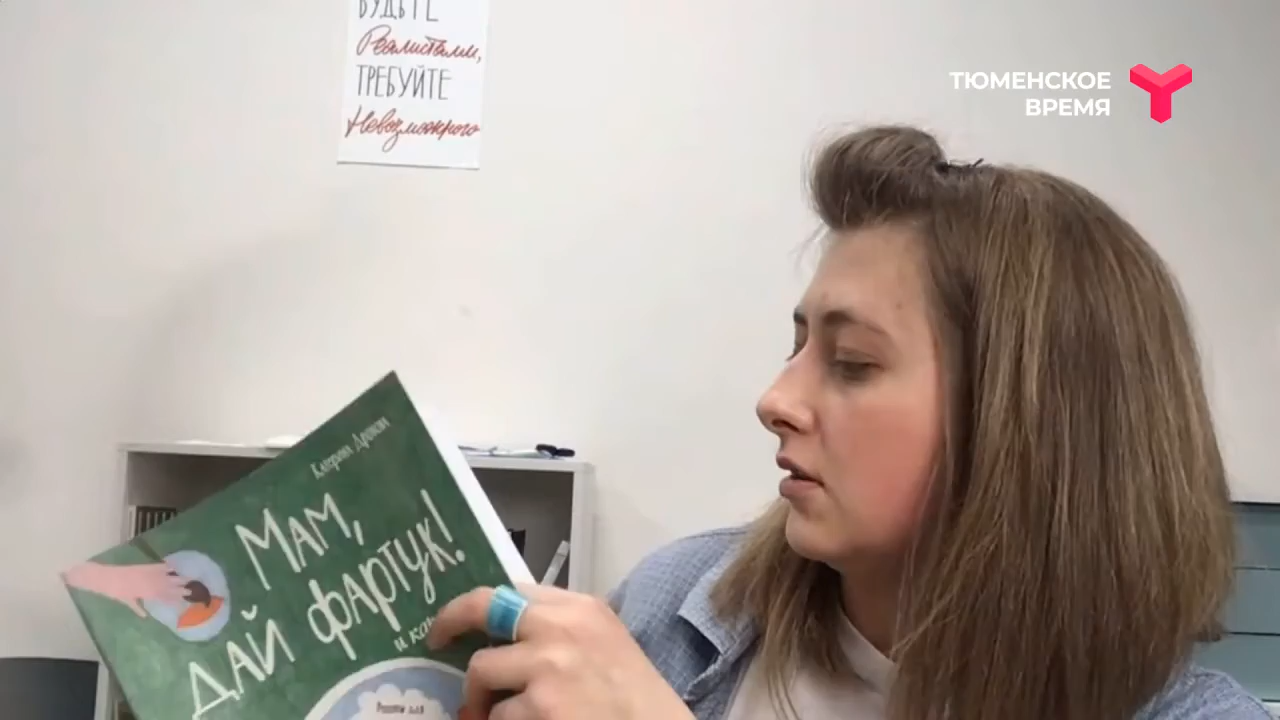 БУДЬТЕ
Реалистами,
ТРЕБУЙТЕ
Невозможного
ТЮМЕНСКОЕ
ВРЕМЯ
МАМ,
ДАЙ ФАРТУК!
и